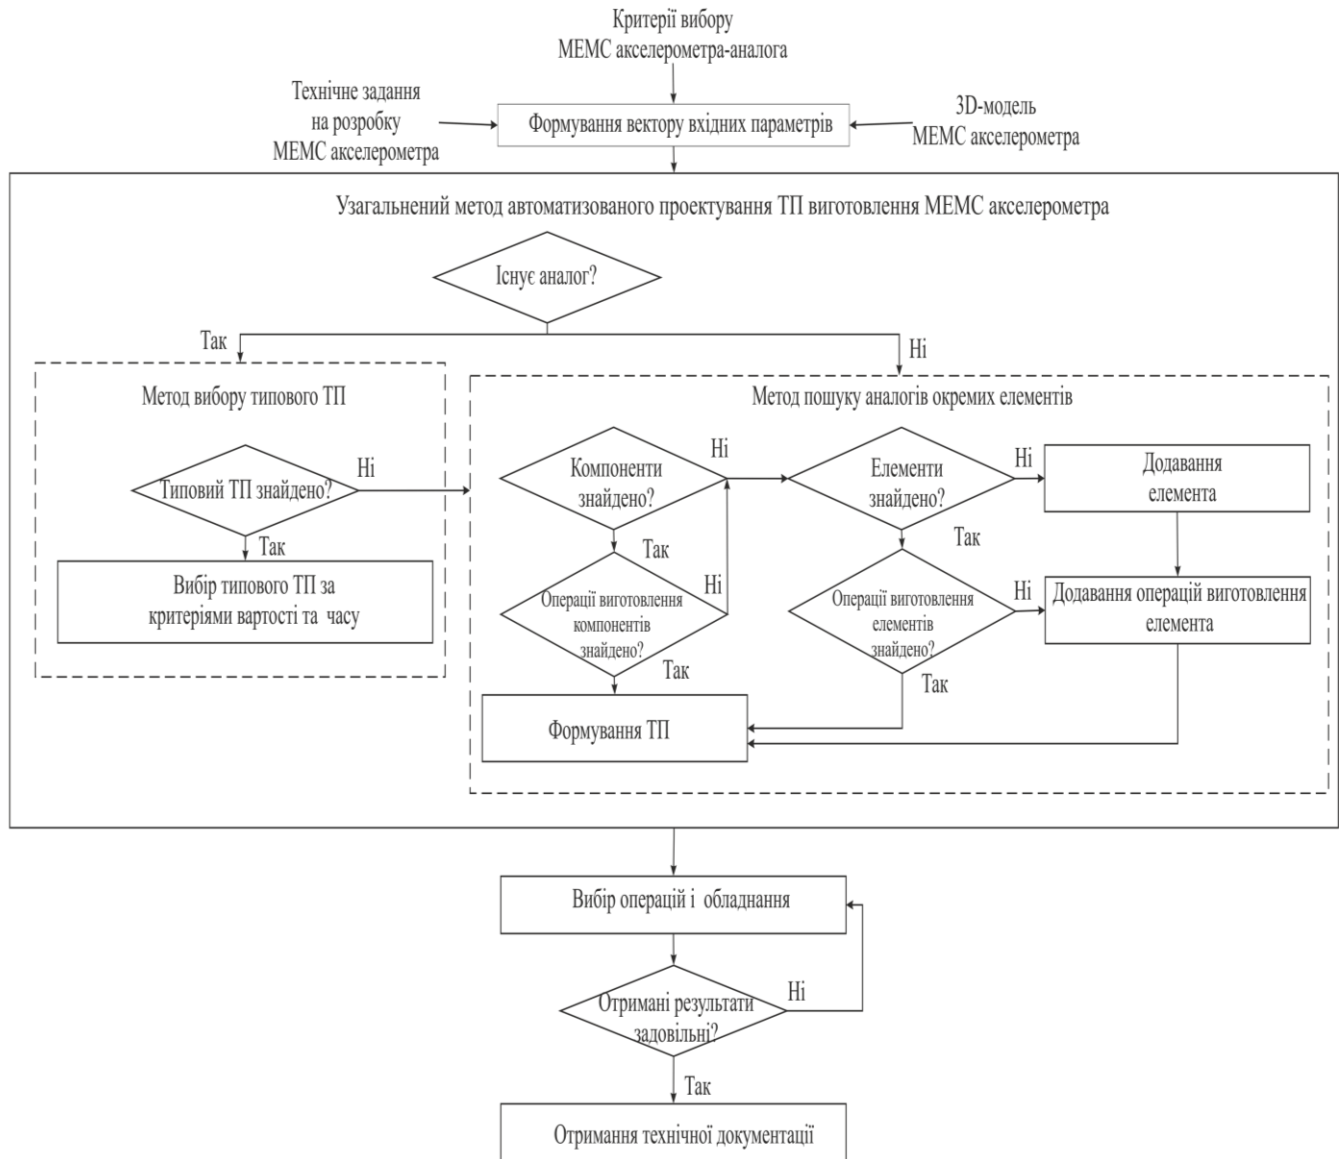 Критерії вибору
МЕМС акселерометра-аналога
Технічне задання
на розробку
МЕМС акселерометра
Формування вектору вхідних параметрів
3D-модель
МЕМС акселерометра
Узагальнений метод автоматизованого проектування ТП виготовлення МЕМС акселерометра
Існує аналог?
Так
Ні
Метод вибору типового ТП
Типовий ТП знайдено?
Ні
Так
Вибір типового ТП за
критеріями вартості та часу
Метод пошуку аналогів окремих елементів
Компоненти
знайдено?
Ні
Так
Елементи
знайдено?
Ні
Так
Додавання
елемента
Операції виготовлення
компонентів
знайдено?
Ні
Так
Операції виготовлення
елементів
знайдено?
Ні
Так
Додавання операцій виготовлення
елемента
Формування ТП
Вибір операцій і обладнання
Отримані результати
задовільні?
Ні
Так
Отримання технічної документації